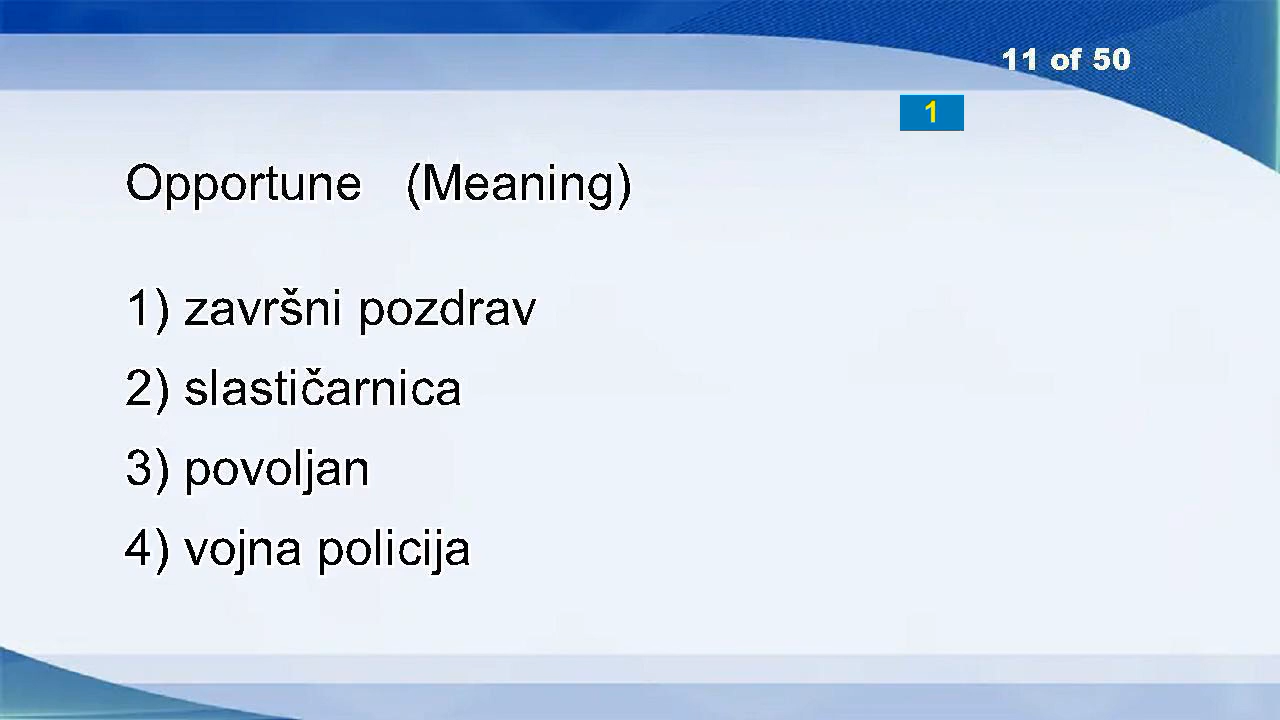 11 of 50
1
Opportune (Meaning)
1) završni pozdrav
2) slastičarnica
3) povoljan
4) vojna policija